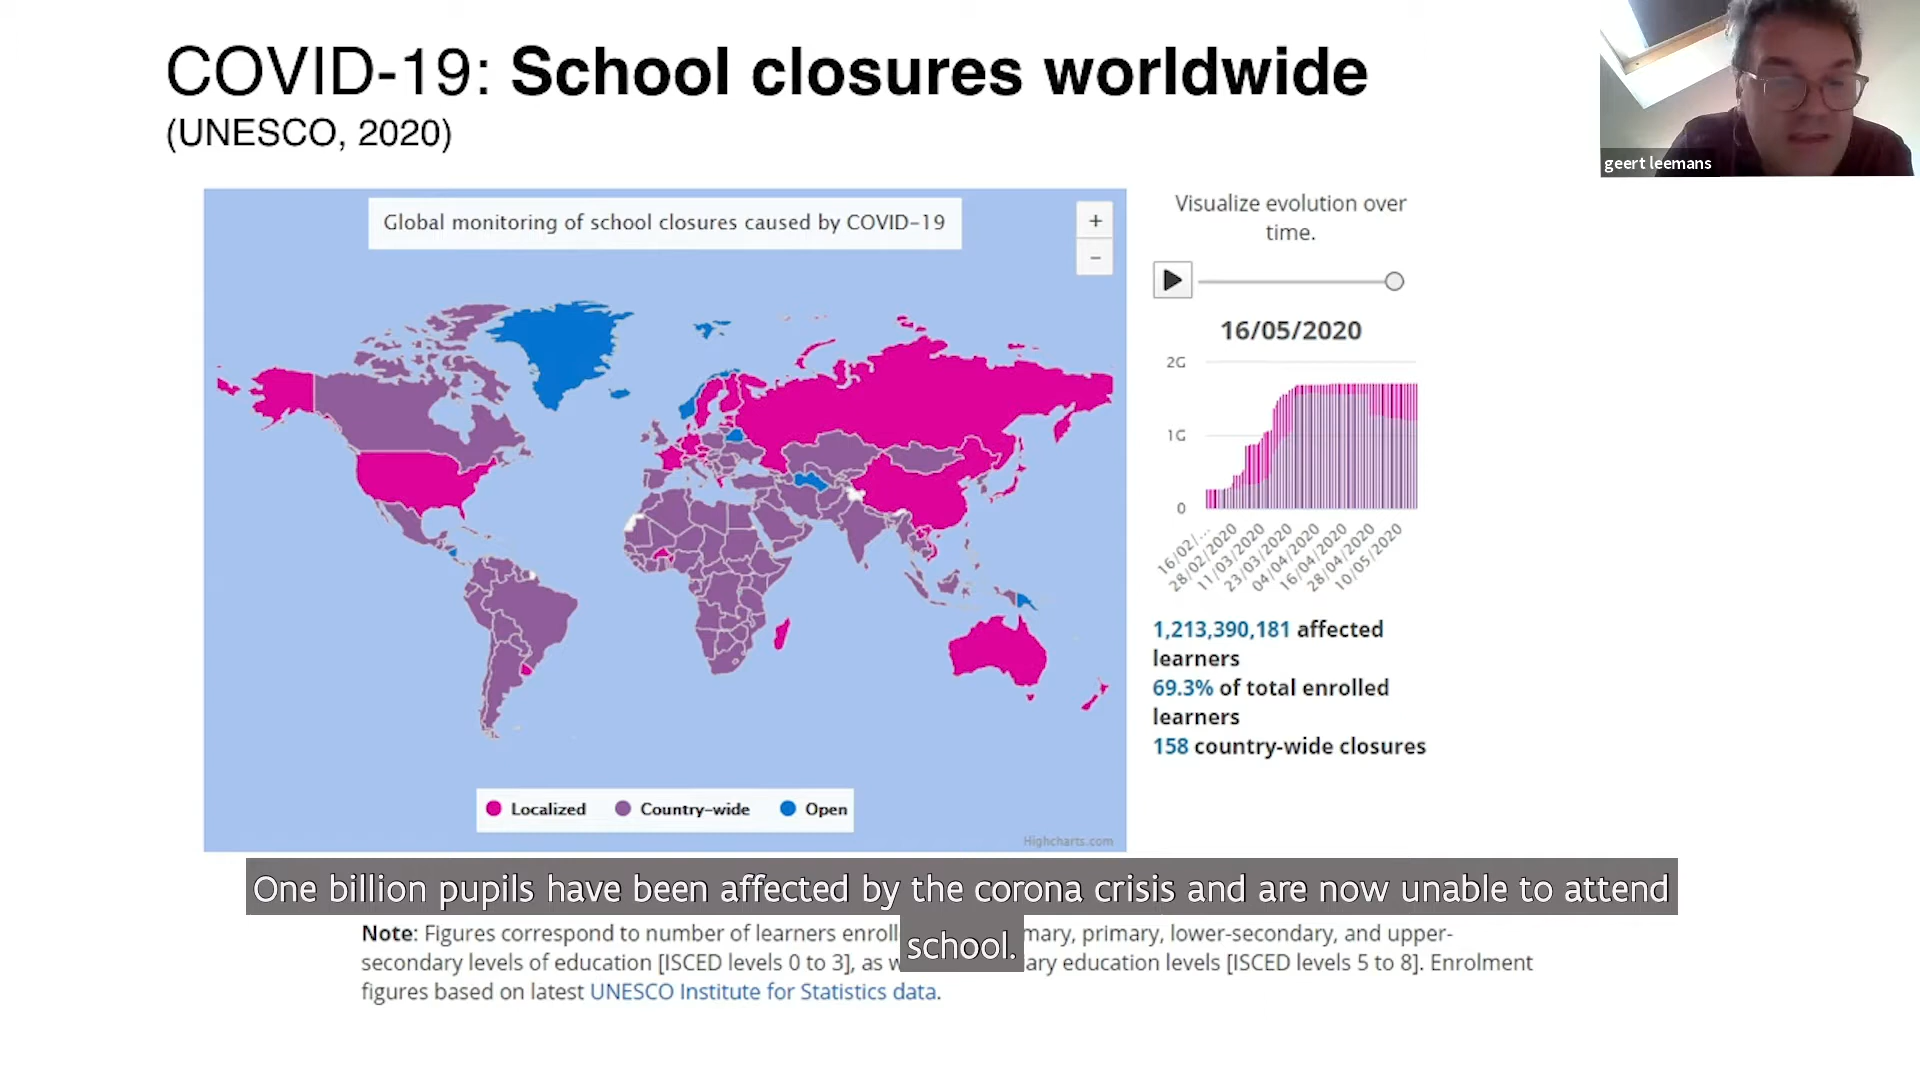 COVID-19: School closures worldwide
(UNESCO, 2020)
geert leemans
Global monitoring of school closures caused by COVID-19
+
−
Visualize evolution over
time.
16/05/2020
2G
1G
0
16/02/...
28/02/2020
11/03/2020
23/03/2020
04/04/2020
16/04/2020
28/04/2020
10/05/2020
1,213,390,181 affected
learners
69.3% of total enrolled
learners
158 country-wide closures
Localized Country-wide Open
Highcharts.com
One billion pupils have been affected by the corona crisis and are now unable to attend
school.
Note: Figures correspond to number of learners primary, lower-secondary, and upper-
secondary levels of education [ISCED levels 0 to 3], as education levels [ISCED levels 5 to 8]. Enrolment
figures based on latest UNESCO Institute for Statistics data.